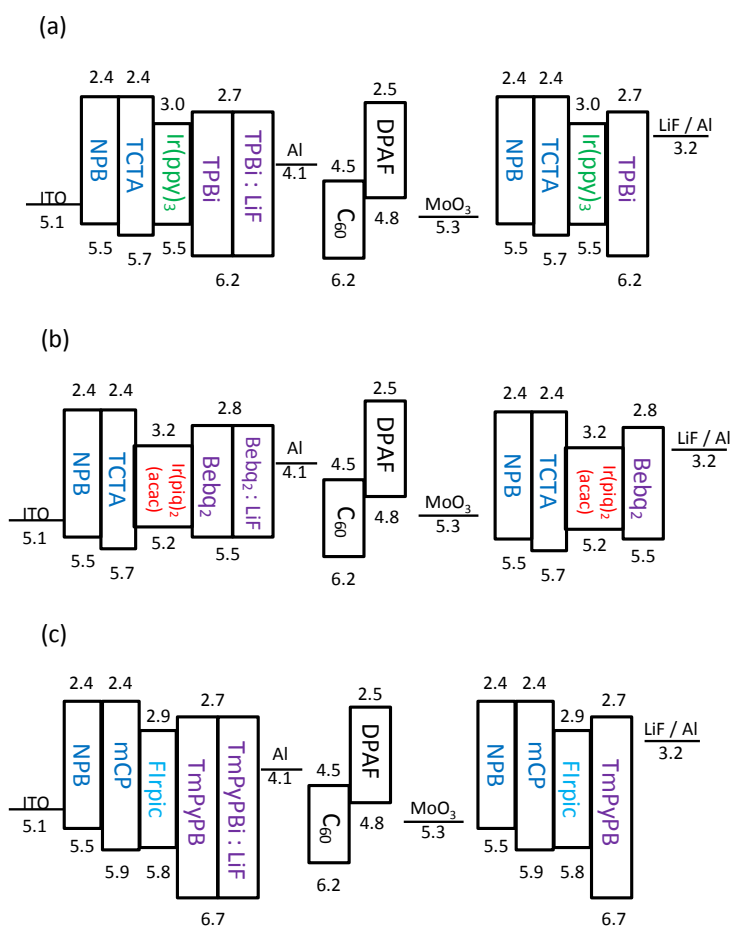 (a)
2.4 2.4 3.0 2.7 2.5 2.4 2.4 3.0 2.7
ITO 5.1
NPB
TCTA
Ir(ppy)3
TPBi
TPBi : LiF
Al 4.1
4.5
C60
DPAF
4.8
MoO3 5.3
NPB
TCTA
Ir(ppy)3
TPBi
LiF / Al 3.2
5.5 5.7 5.5 6.2 6.2 5.5 5.7 5.5 6.2
(b)
2.4 2.4 3.2 2.8 2.5 2.4 2.4 3.2 2.8
ITO 5.1
NPB
TCTA
Ir(piq)2
(acac)
Bebq2
Bebq2 : LiF
Al 4.1
4.5
C60
DPAF
4.8
MoO3 5.3
NPB
TCTA
Ir(piq)2
(acac)
Bebq2
LiF / Al 3.2
5.5 5.7 5.2 5.5 6.2 5.5 5.7 5.2 5.5
(c)
2.4 2.4 2.9 2.7 2.5 2.4 2.4 2.9 2.7
ITO 5.1
NPB
mCP
FIrpic
TmPyPB
TmPyPBi : LiF
Al 4.1
4.5
C60
DPAF
4.8
MoO3 5.3
NPB
mCP
FIrpic
TmPyPB
LiF / Al 3.2
5.5 5.9 5.8 6.7 6.2 5.5 5.9 5.8 6.7